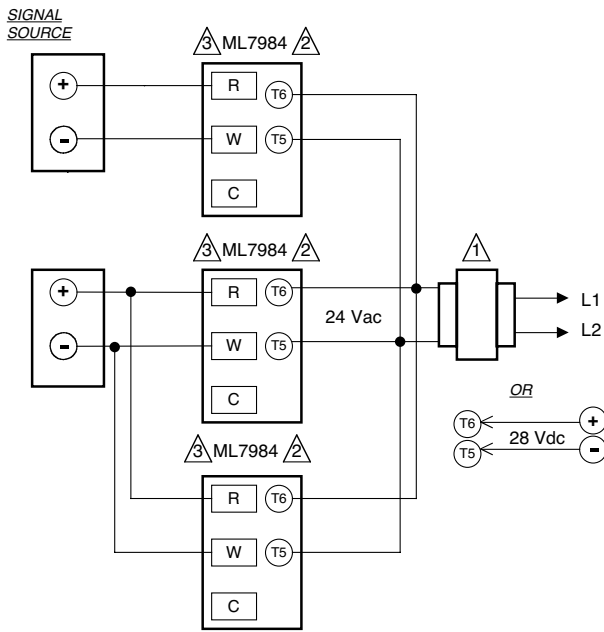 SIGNAL
SOURCE
3 ML7984 2
+ R T6
- W T5
C
3 ML7984 2
1
+ R T6
24 Vac
L1
- W T5
L2
C
OR
T6 +
28 Vdc
T5 -
3 ML7984 2
R T6
W T5
C